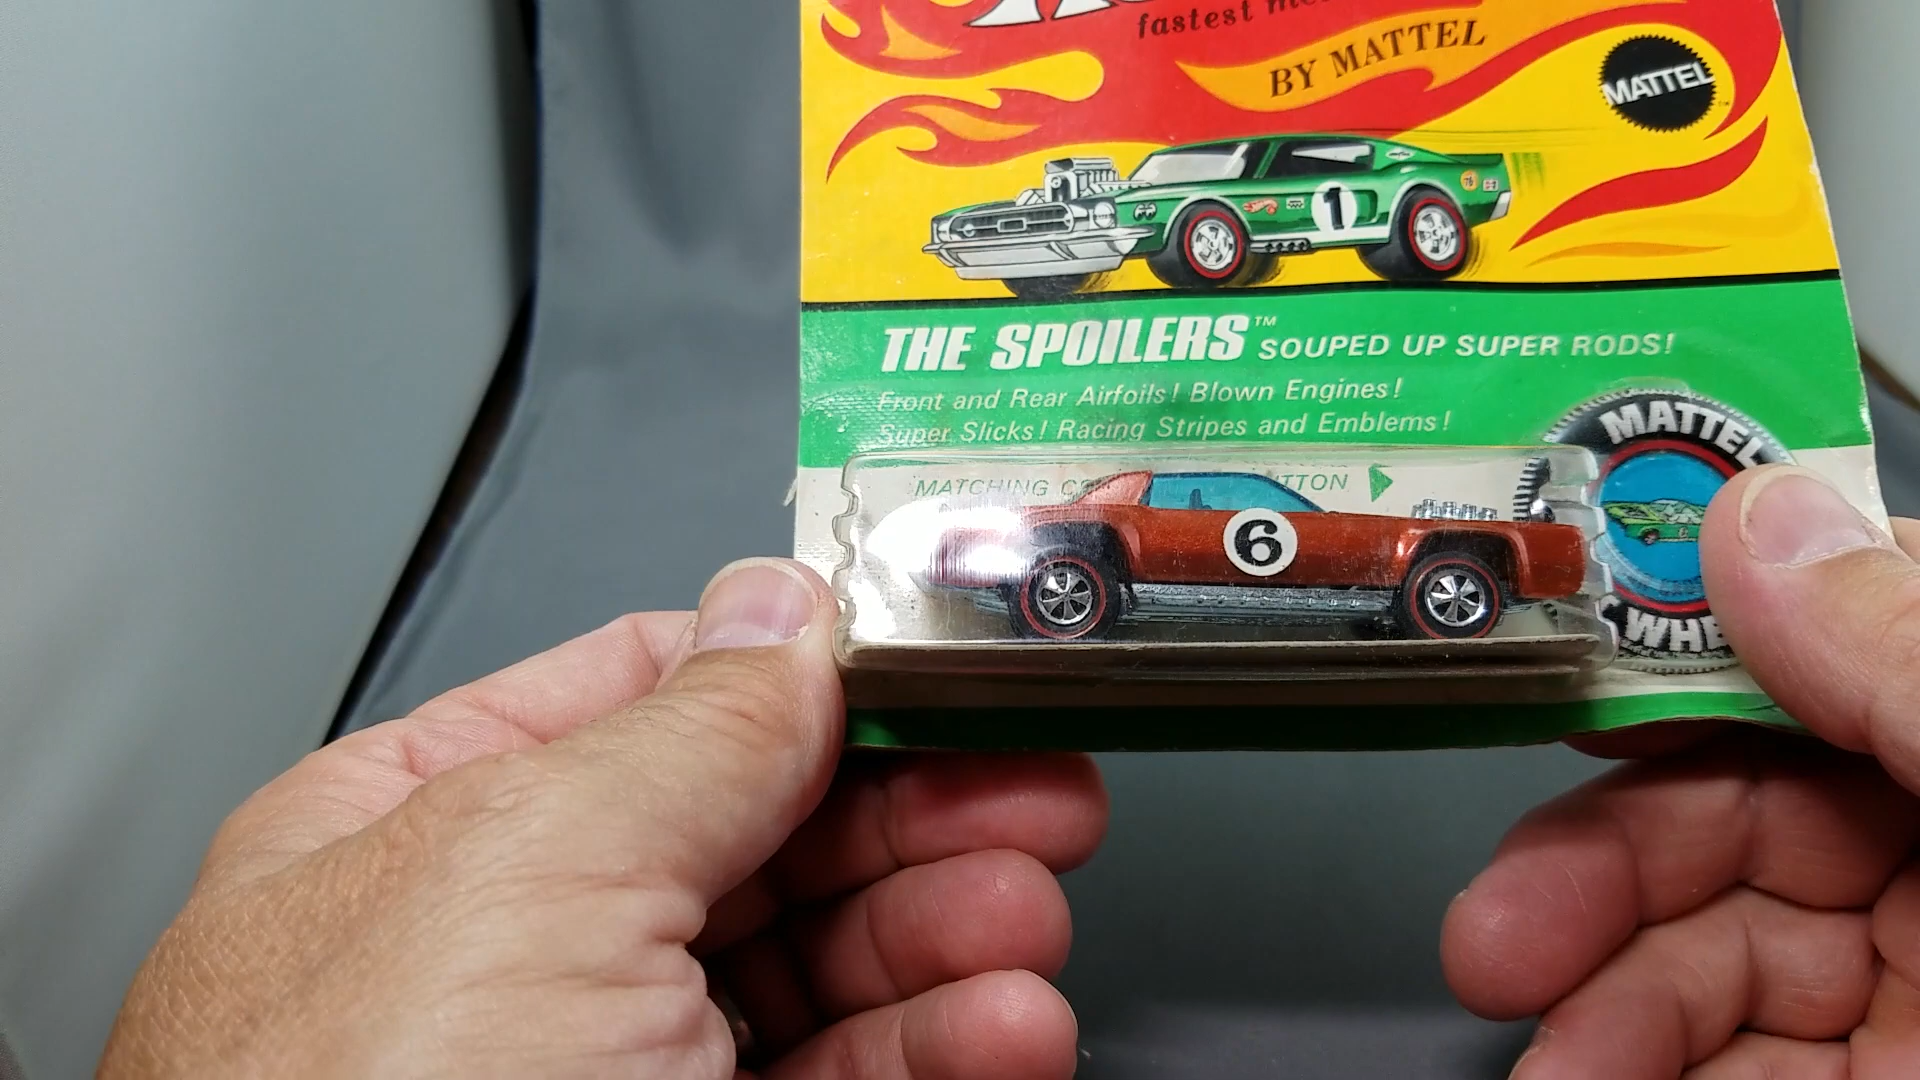 fastest
BY MATTEL
MATTEL
1
THE SPOILERS™ SOUPED UP SUPER RODS!
Front and Rear Airfoils! Blown Engines!
Super Slicks! Racing Stripes and Emblems!
MATCHING
6
MATTEL